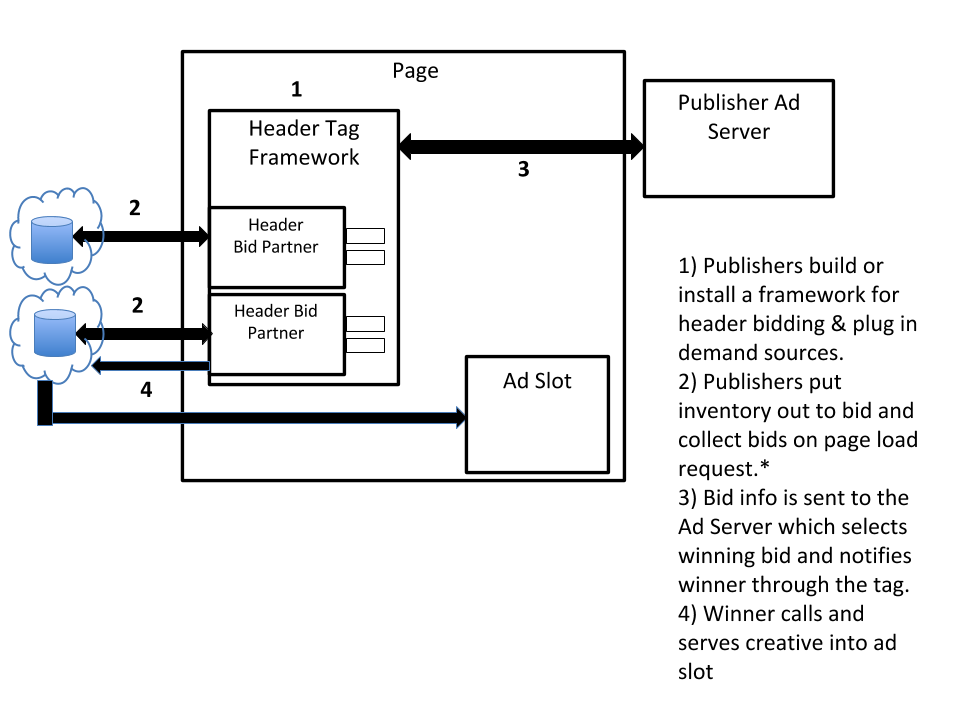 Page
1
Header Tag
Framework
Publisher Ad
Server
3
2
Header
Bid Partner
2
Header Bid
Partner
4
Ad Slot
1) Publishers build or
install a framework for
header bidding & plug in
demand sources.
2) Publishers put
inventory out to bid and
collect bids on page load
request.*
3) Bid info is sent to the
Ad Server which selects
winning bid and notifies
winner through the tag.
4) Winner calls and
serves creative into ad
slot